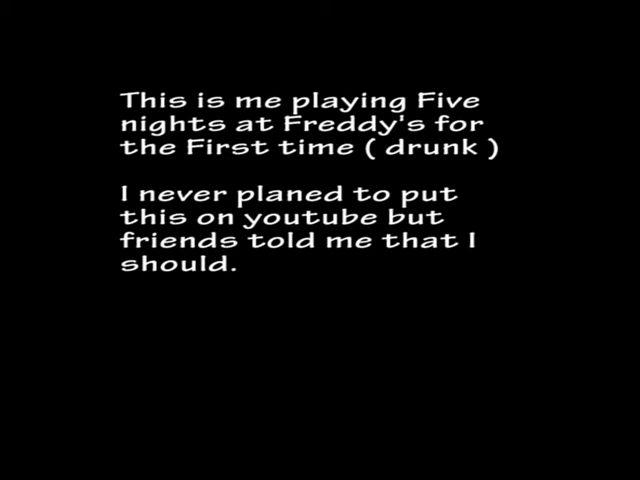 This is me playing Five
nights at Freddy's for
the First time ( drunk )
I never planed to put
this on youtube but
friends told me that I
should.